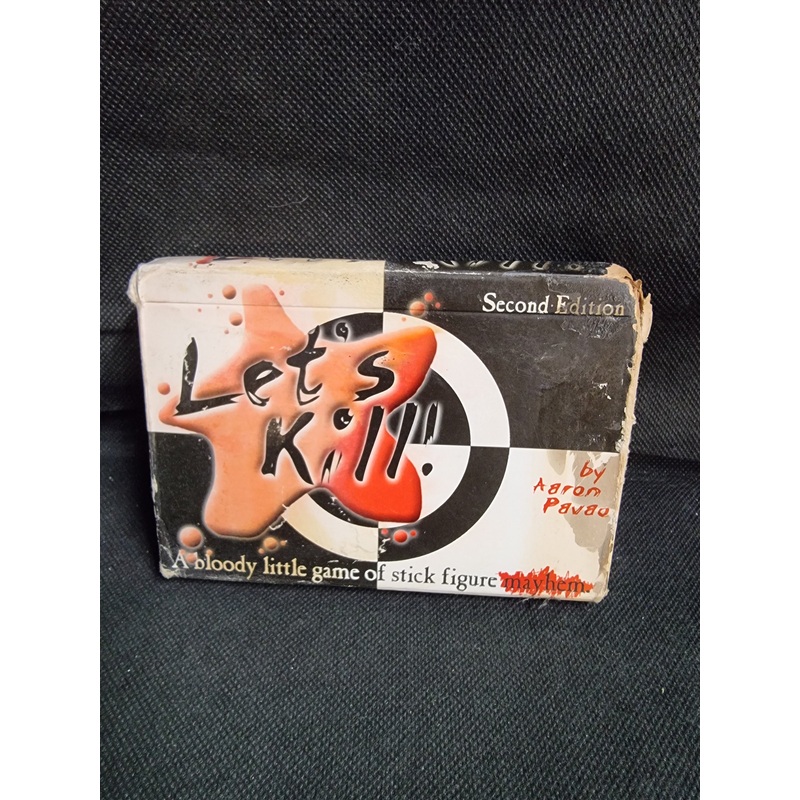 Second Edition
Let's
Kill!
by
Aaron
Pavao
A bloody little game of stick figure mayhem.